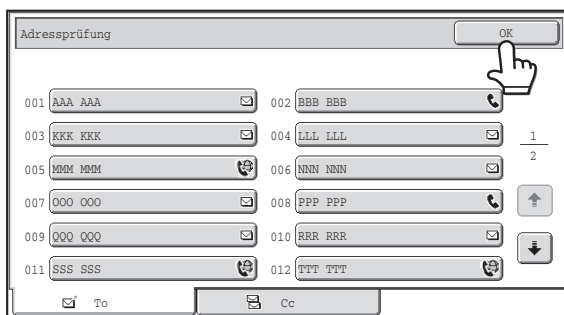 Adressprüfung OK
001 AAA AAA 002 BBB BBB
003 KKK KKK 004 LLL LLL
1
005 MMM MMM 006 NNN NNN
2
007 OOO OOO 008 PPP PPP
009 QQQ QQQ 010 RRR RRR
011 SSS SSS 012 TTT TTT
To Cc